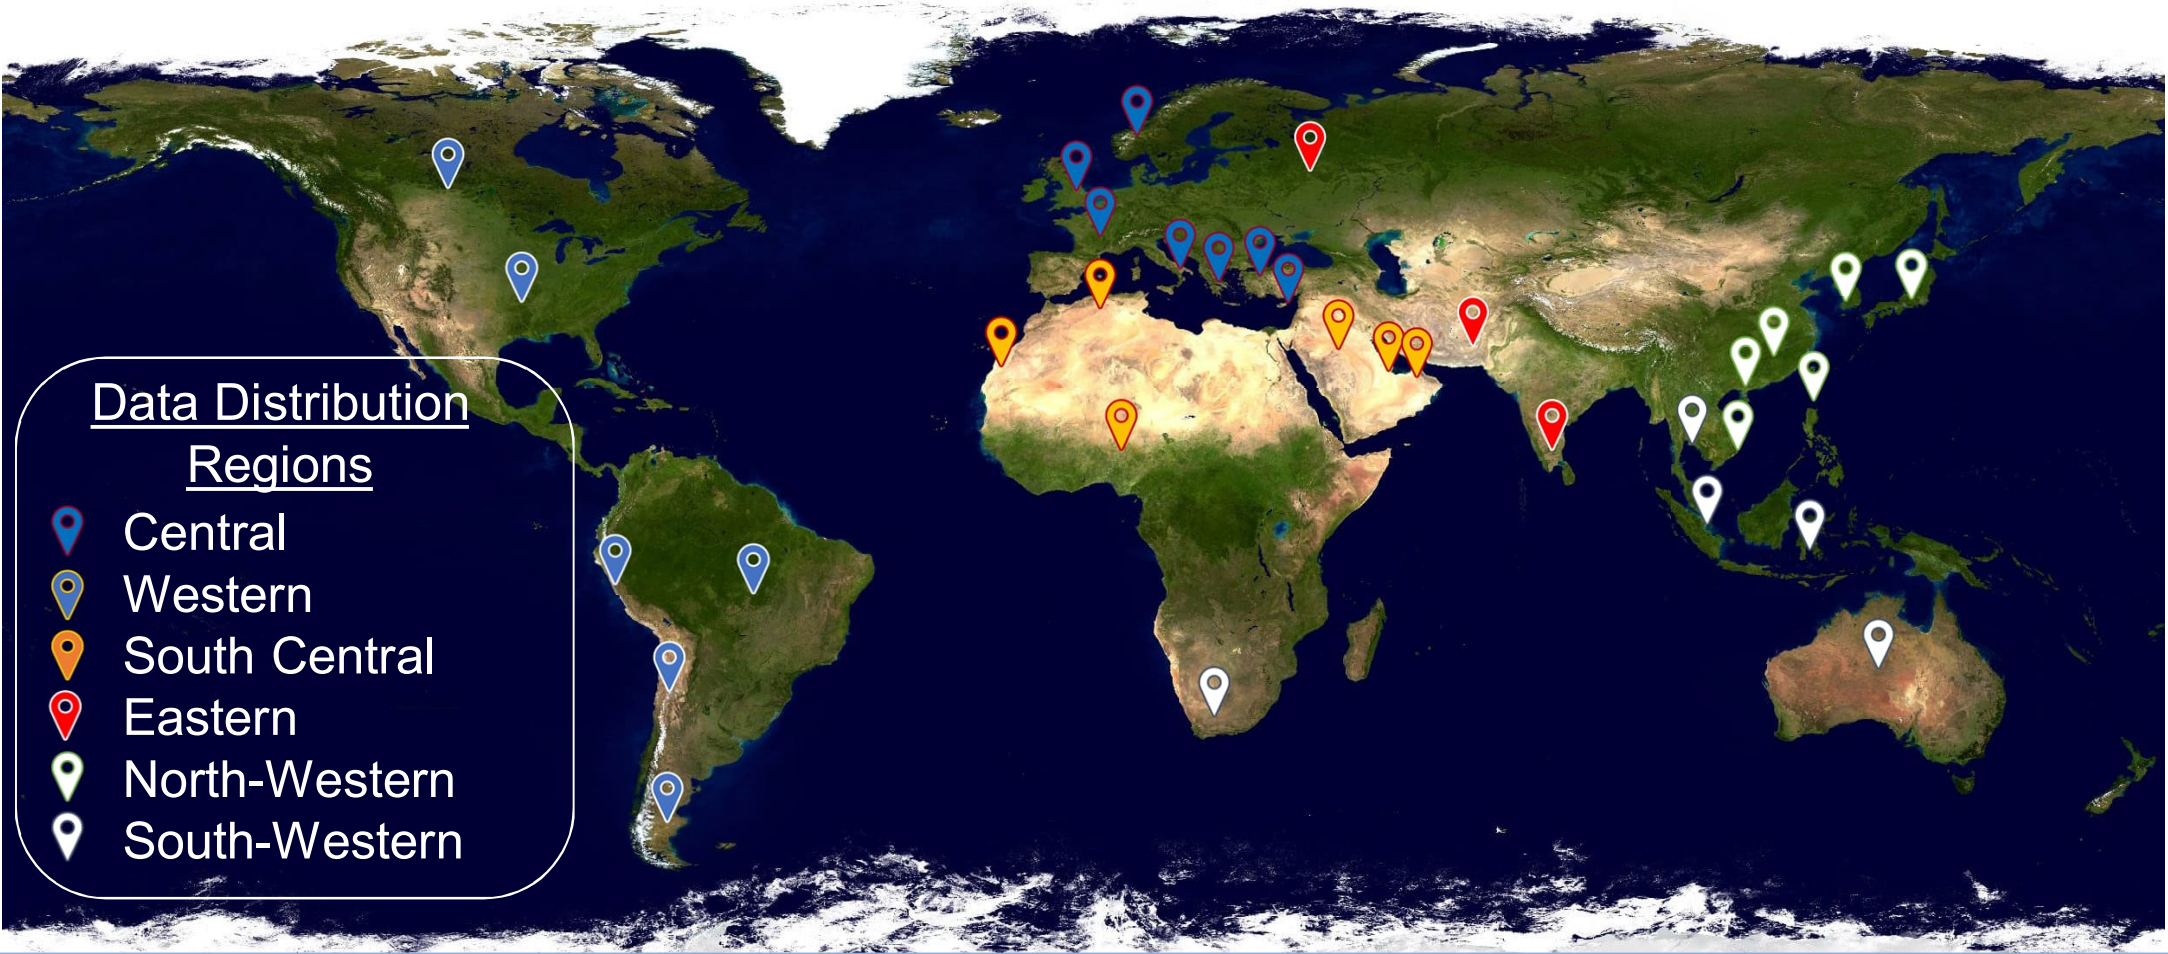 Data Distribution
Regions
Central
Western
South Central
Eastern
North-Western
South-Western